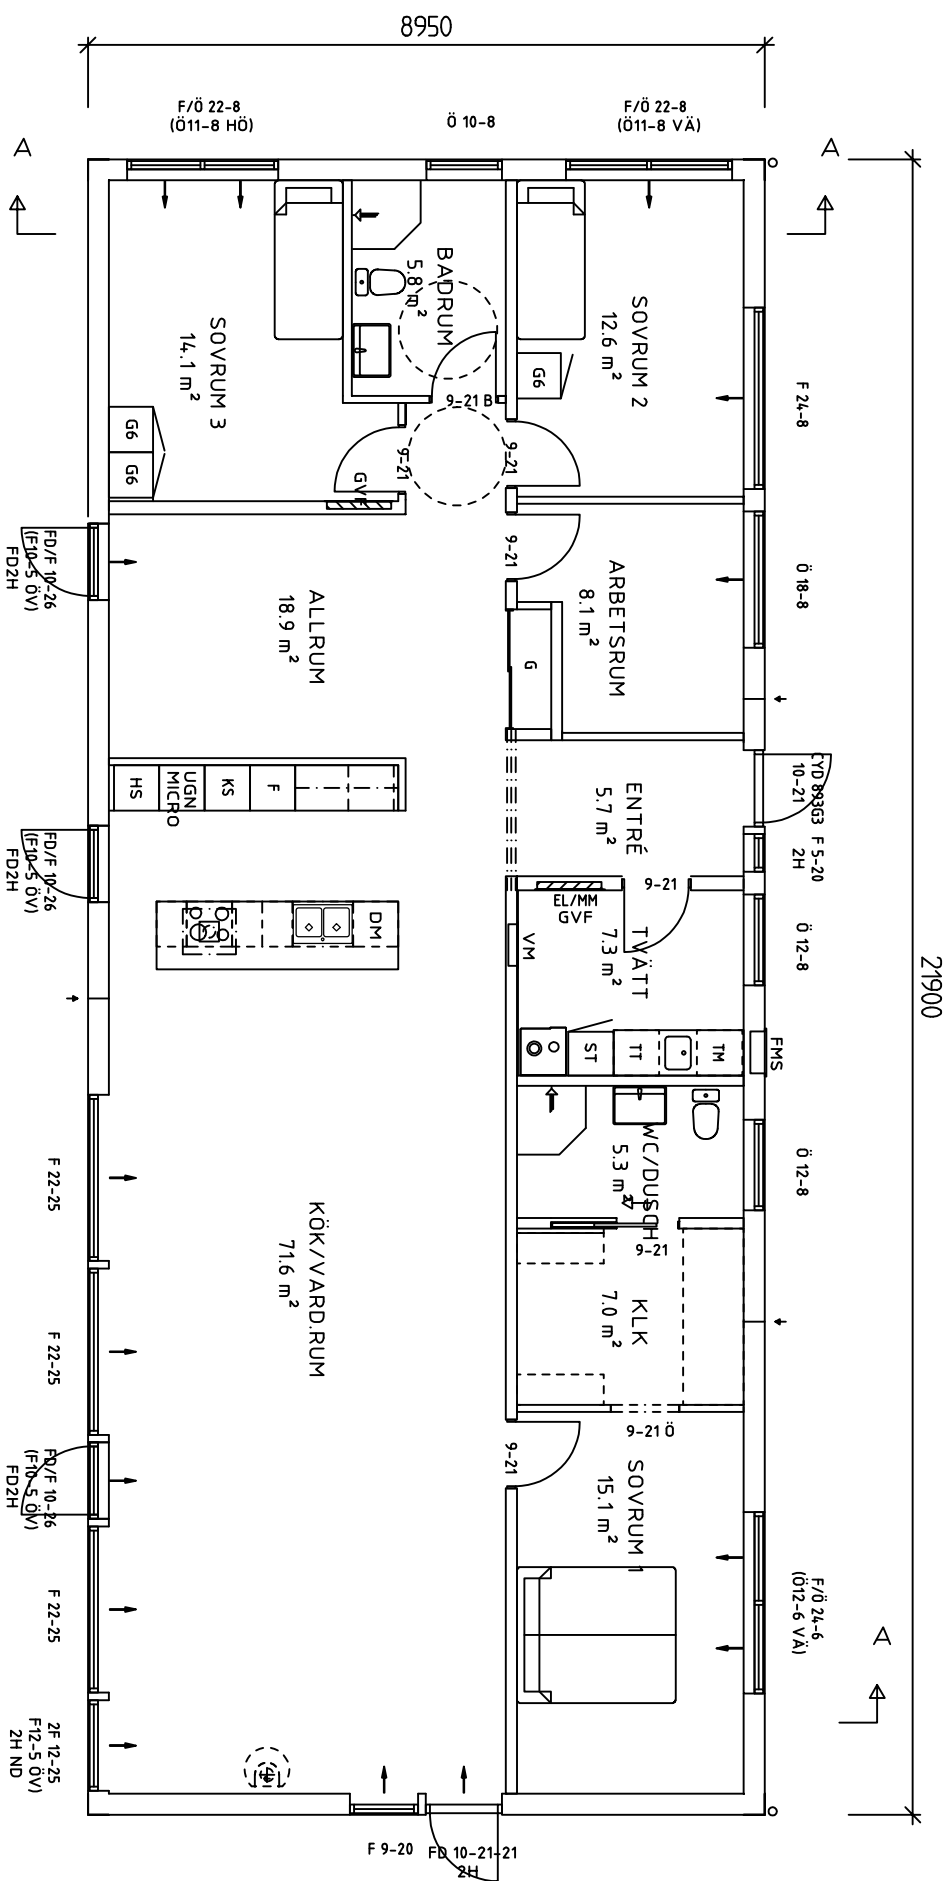 8950
F/Ö 22-8
(Ö11-8 HÖ)
Ö 10-8
F/Ö 22-8
(Ö11-8 VÄ)
A
A
SOVRUM 3
14.1 m²
BADRUM
5.8 m²
SOVRUM 2
12.6 m²
G6
G6
G6
F 24-8
9-21 B
9-21
9-21
GVF
FD/F 10-26
(F10-5 ÖV)
FD2H
ALLRUM
18.9 m²
9-21
ARBETSRUM
8.1 m²
G
Ö 18-8
HS
UGN
MICRO
KS
F
ENTRÉ
5.7 m²
CYD 893G3
10-21
F 5-20
2H
FD/F 10-26
(F10-5 ÖV)
FD2H
DM
9-21
EL/MM
GVF
VM
TVÄTT
7.3 m²
Ö 12-8
21900
ST
TT
TM
FMS
WC/DUSCH
5.3 m²
Ö 12-8
F 22-25
KÖK/VARD.RUM
71.6 m²
9-21
KLK
7.0 m²
F 22-25
9-21 Ö
9-21
SOVRUM 1
15.1 m²
FD/F 10-26
(F10-5 ÖV)
FD2H
F/Ö 24-6
(Ö12-6 VÄ)
A
F 22-25
2F 12-25
F12-5 ÖV)
2H ND
F 9-20
FD 10-21-21
2H